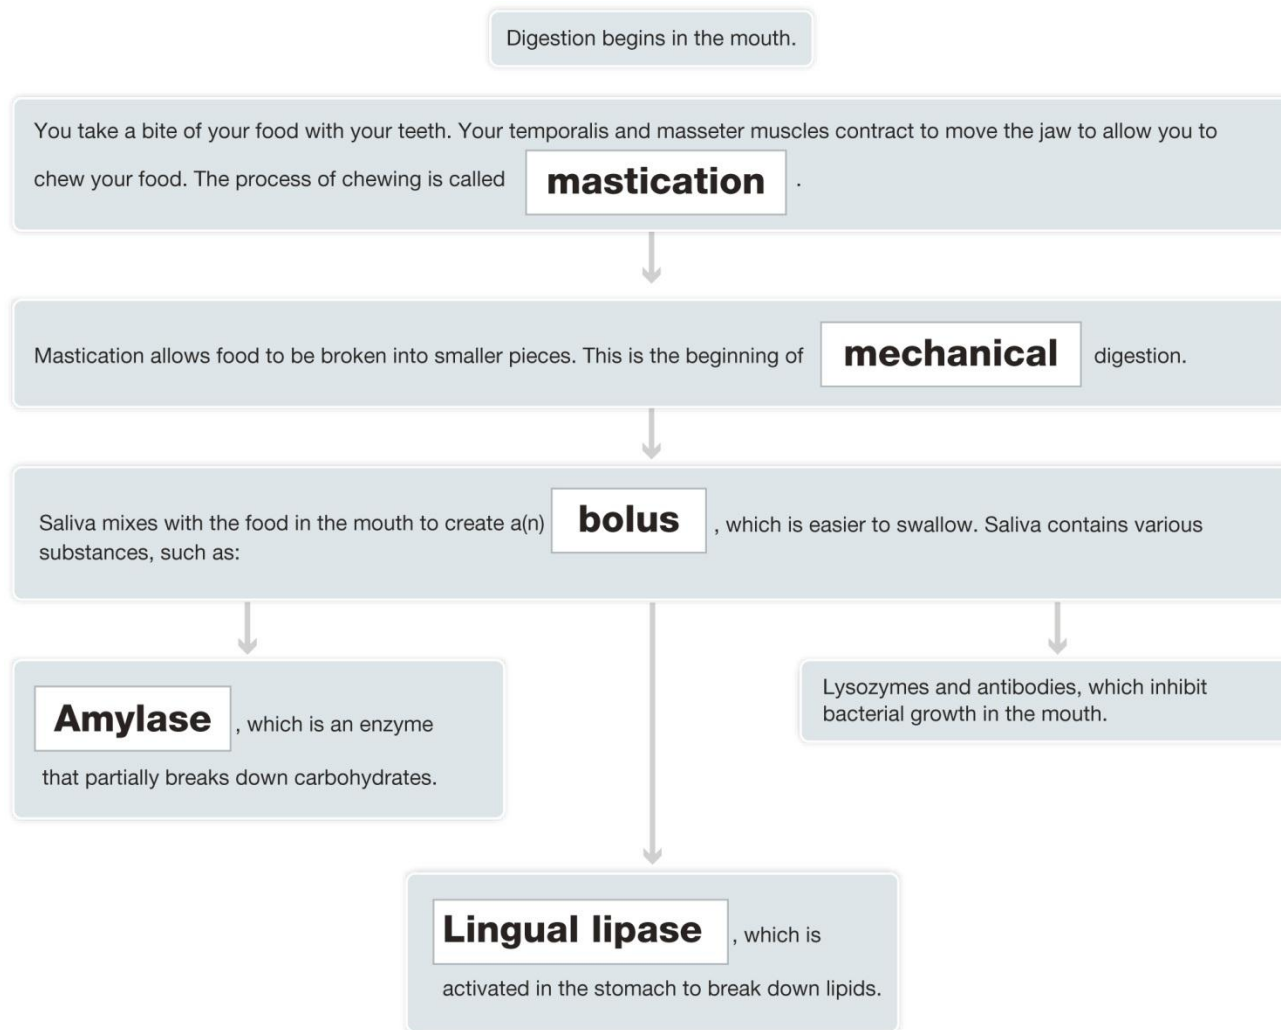 Digestion begins in the mouth.
You take a bite of your food with your teeth. Your temporalis and masseter muscles contract to move the jaw to allow you to
chew your food. The process of chewing is called mastication .
Mastication allows food to be broken into smaller pieces. This is the beginning of mechanical digestion.
Saliva mixes with the food in the mouth to create a(n) bolus , which is easier to swallow. Saliva contains various
substances, such as:
Amylase , which is an enzyme
that partially breaks down carbohydrates.
Lysozymes and antibodies, which inhibit
bacterial growth in the mouth.
Lingual lipase , which is
activated in the stomach to break down lipids.